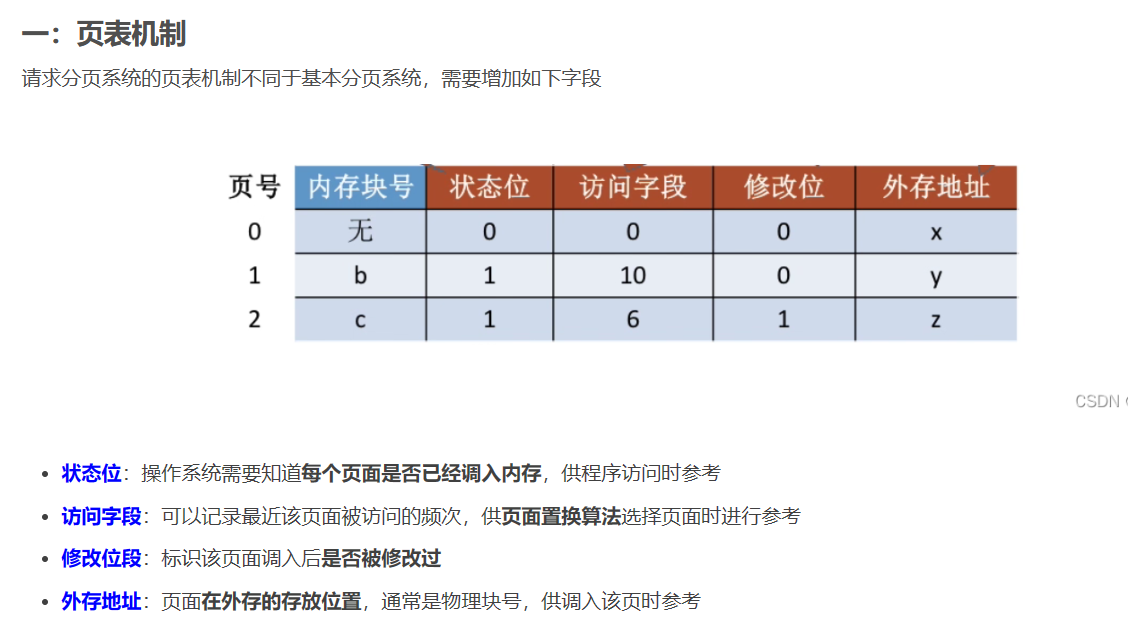 一：页表机制
请求分页系统的页表机制不同于基本分页系统，需要增加如下字段
页号 内存块号 状态位 访问字段 修改位 外存地址
0 无 0 0 0 x
1 b 1 10 0 y
2 c 1 6 1 z
CSDN
状态位：操作系统需要知道每个页面是否已经调入内存，供程序访问时参考
访问字段：可以记录最近该页面被访问的频次，供页面置换算法选择页面时进行参考
修改位段：标识该页面调入后是否被修改过
外存地址：页面在外存的存放位置，通常是物理块号，供调入该页时参考